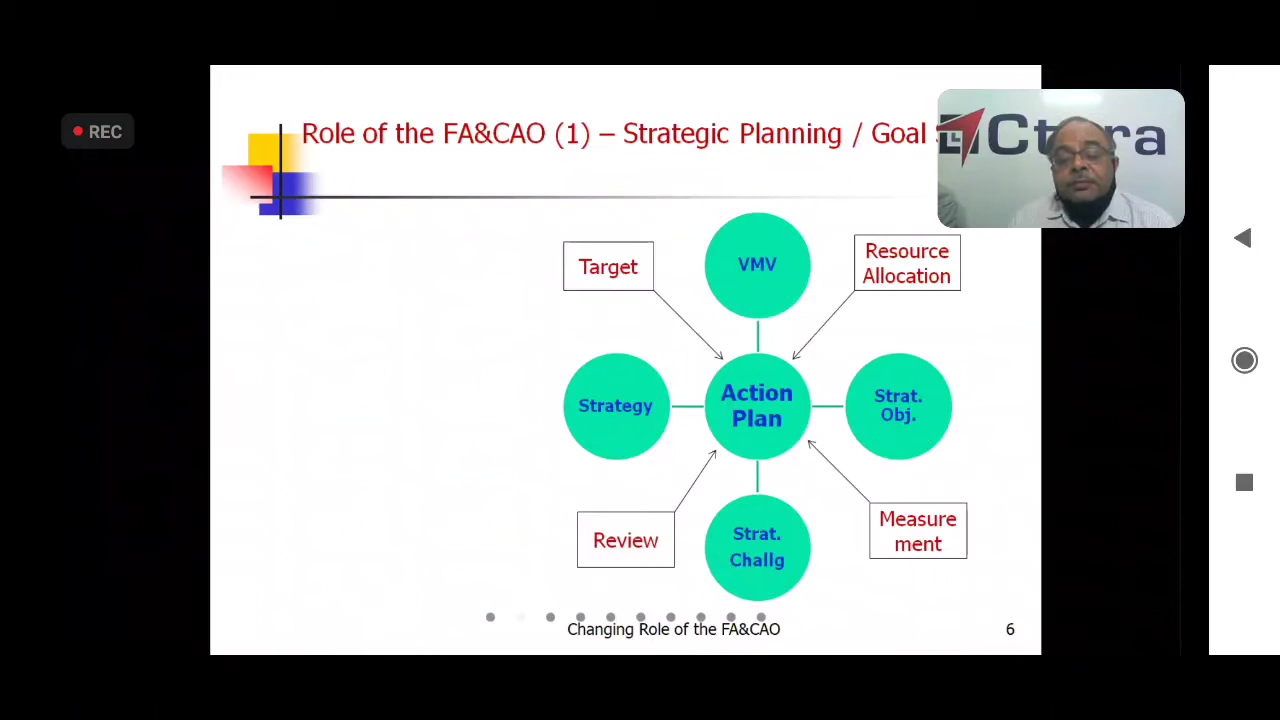 REC
Role of the FA&CAO (1) – Strategic Planning / Goal
VMV
Target
Resource
Allocation
Strategy
Action
Plan
Strat.
Obj.
Review
Strat.
Challg
Measure
ment
Changing Role of the FA&CAO
6